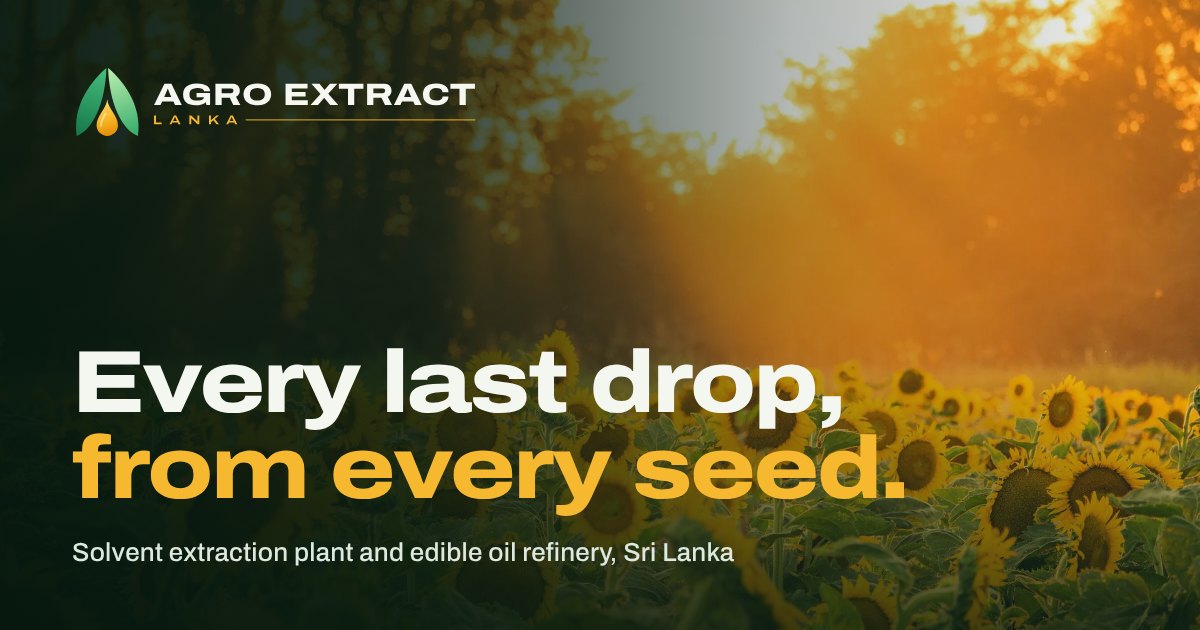 AGRO EXTRACT
LANKA
Every last drop,
from every seed.
Solvent extraction plant and edible oil refinery, Sri Lanka